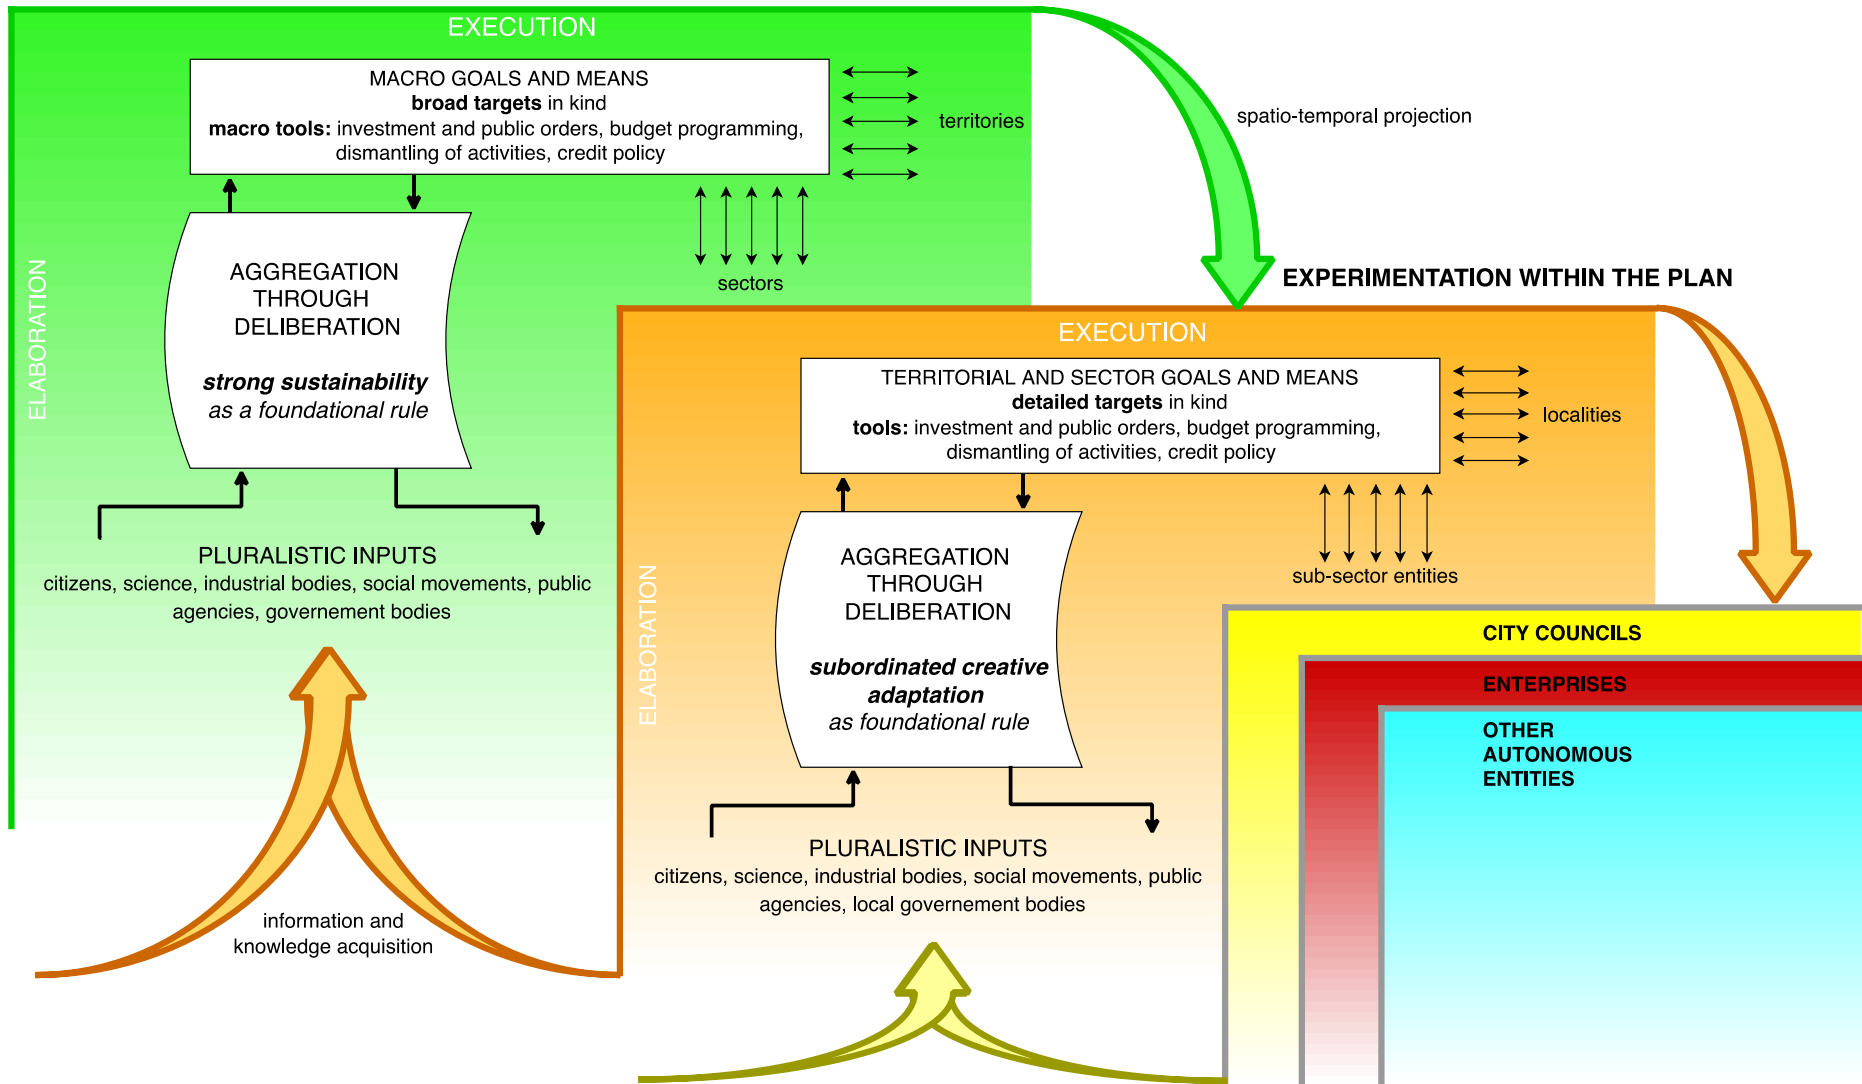 EXECUTION
MACRO GOALS AND MEANS
broad targets in kind
macro tools: investment and public orders, budget programming,
dismantling of activities, credit policy
territories
spatio-temporal projection
sectors
ELABORATION
AGGREGATION
THROUGH
DELIBERATION
strong sustainability
as a foundational rule
PLURALISTIC INPUTS
citizens, science, industrial bodies, social movements, public
agencies, governement bodies
information and
knowledge acquisition
EXPERIMENTATION WITHIN THE PLAN
EXECUTION
TERRITORIAL AND SECTOR GOALS AND MEANS
detailed targets in kind
tools: investment and public orders, budget programming,
dismantling of activities, credit policy
localities
sub-sector entities
ELABORATION
AGGREGATION
THROUGH
DELIBERATION
subordinated creative
adaptation
as foundational rule
PLURALISTIC INPUTS
citizens, science, industrial bodies, social movements, public
agencies, local governement bodies
CITY COUNCILS
ENTERPRISES
OTHER
AUTONOMOUS
ENTITIES